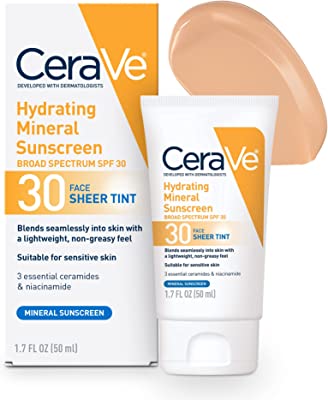 CeraVe
DEVELOPED WITH DERMATOLOGISTS
Hydrating
Mineral
Sunscreen
BROAD SPECTRUM SPF 30
30 FACE
SHEER TINT
Blends seamlessly into skin with
a lightweight, non-greasy feel
Suitable for sensitive skin
3 essential ceramides
& niacinamide
MINERAL SUNSCREEN
1.7 FL OZ (50 ml)
CeraVe
DEVELOPED WITH DERMATOLOGISTS
Hydrating
Mineral
Sunscreen
BROAD SPECTRUM SPF 30
30 FACE
SHEER TINT
Blends seamlessly into skin with
a lightweight, non-greasy feel
Suitable for sensitive skin
3 essential ceramides & niacinamide
MINERAL SUNSCREEN
1.7 FL OZ (50 ml)